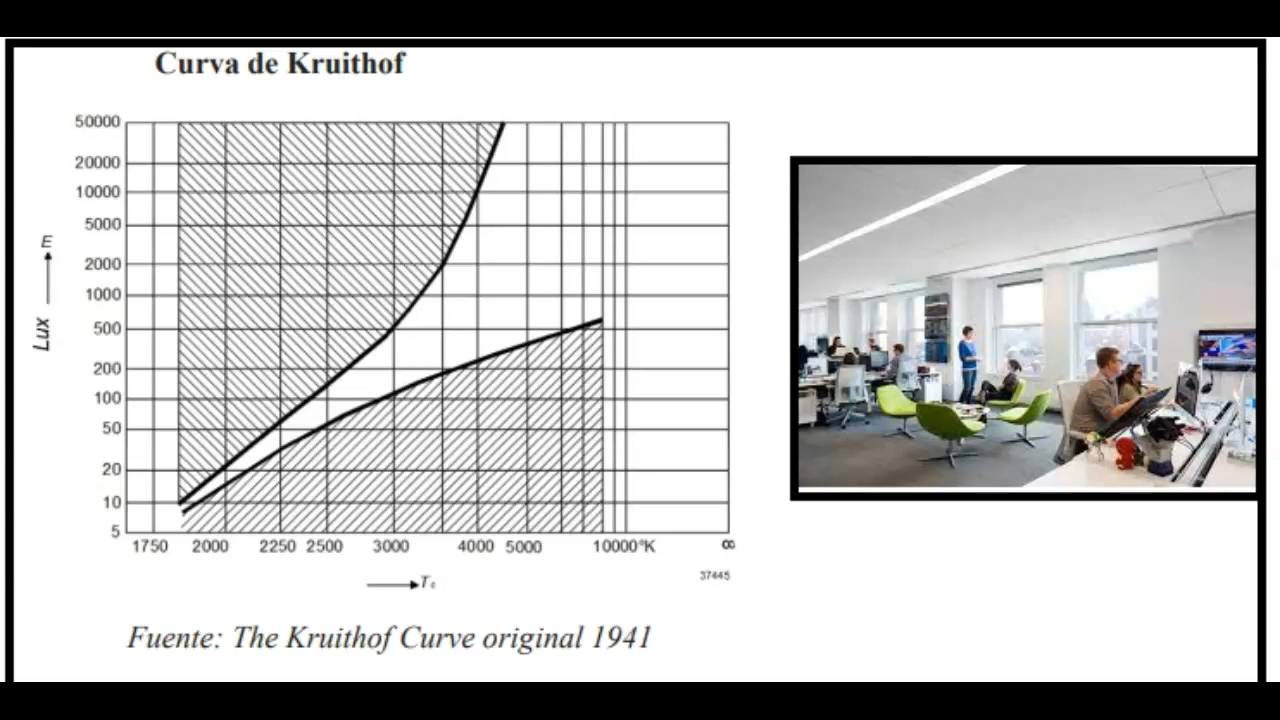 Curva de Kruithof
50000
20000
10000
5000
2000
1000
500
200
100
50
20
10
5
E
Lux
1750 2000 2250 2500 3000 4000 5000 10000°K ∞
Tc
37445
Fuente: The Kruithof Curve original 1941